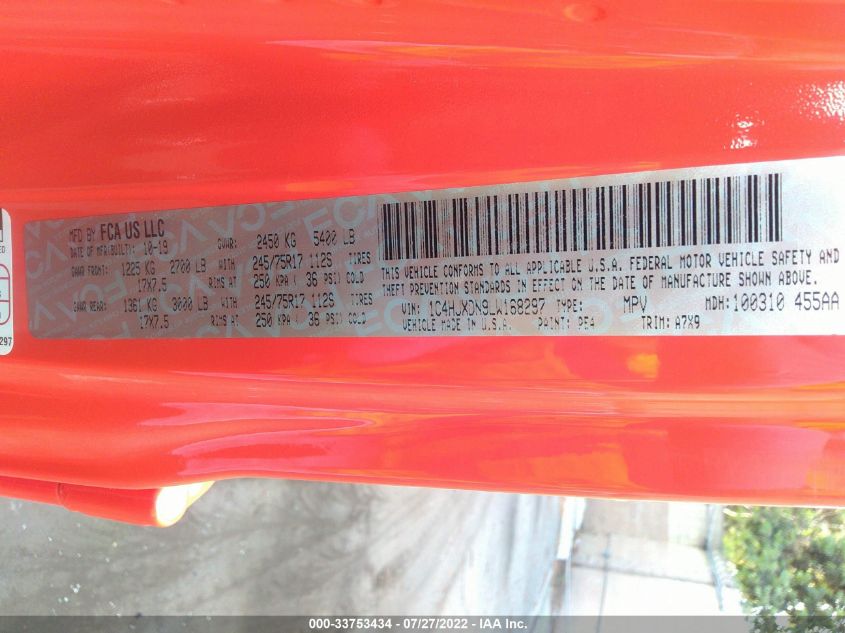 MFD BY FCA US LLC
DATE OF MFR(BUILT): 10-19 GVWR: 2450 KG 5400 LB
GAWR FRONT: 1225 KG 2700 LB WITH 245/75R17 112S TIRES
17X7.5 RIMS AT 250 KPA ( 36 PSI) COLD
GAWR REAR: 1361 KG 3000 LB WITH 245/75R17 112S TIRES
17X7.5 RIMS AT 250 KPA ( 36 PSI) COLD
THIS VEHICLE CONFORMS TO ALL APPLICABLE U.S.A. FEDERAL MOTOR VEHICLE SAFETY AND
THEFT PREVENTION STANDARDS IN EFFECT ON THE DATE OF MANUFACTURE SHOWN ABOVE.
VIN: 1C4HJXDN9LW168297 TYPE: MPV MDH: 100310 455AA
VEHICLE MADE IN U.S.A. PAINT: PE4 TRIM: A7X9
297
000-33753434 / 07/27/2022 - IAA Inc.